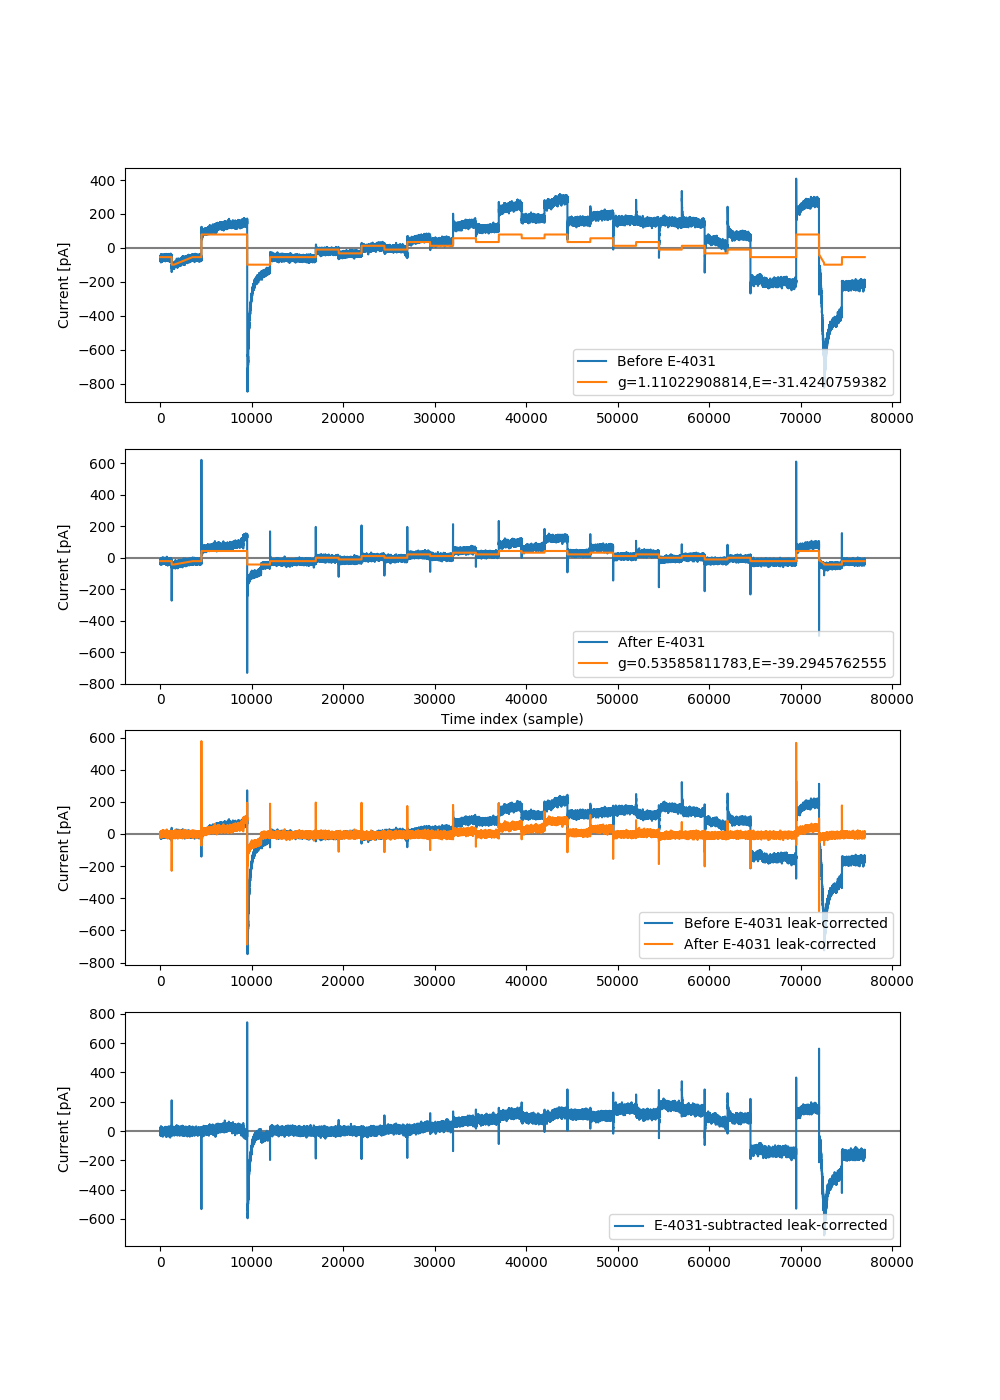 400
200
0
−200
−400
−600
−800
Current [pA]
Before E-4031
g=1.11022908814,E=-31.4240759382
0 10000 20000 30000 40000 50000 60000 70000 80000
600
400
200
0
−200
−400
−600
−800
Current [pA]
After E-4031
g=0.53585811783,E=-39.2945762555
0 10000 20000 30000 40000 50000 60000 70000 80000
Time index (sample)
600
400
200
0
−200
−400
−600
−800
Current [pA]
Before E-4031 leak-corrected
After E-4031 leak-corrected
0 10000 20000 30000 40000 50000 60000 70000 80000
800
600
400
200
0
−200
−400
−600
Current [pA]
E-4031-subtracted leak-corrected
0 10000 20000 30000 40000 50000 60000 70000 80000